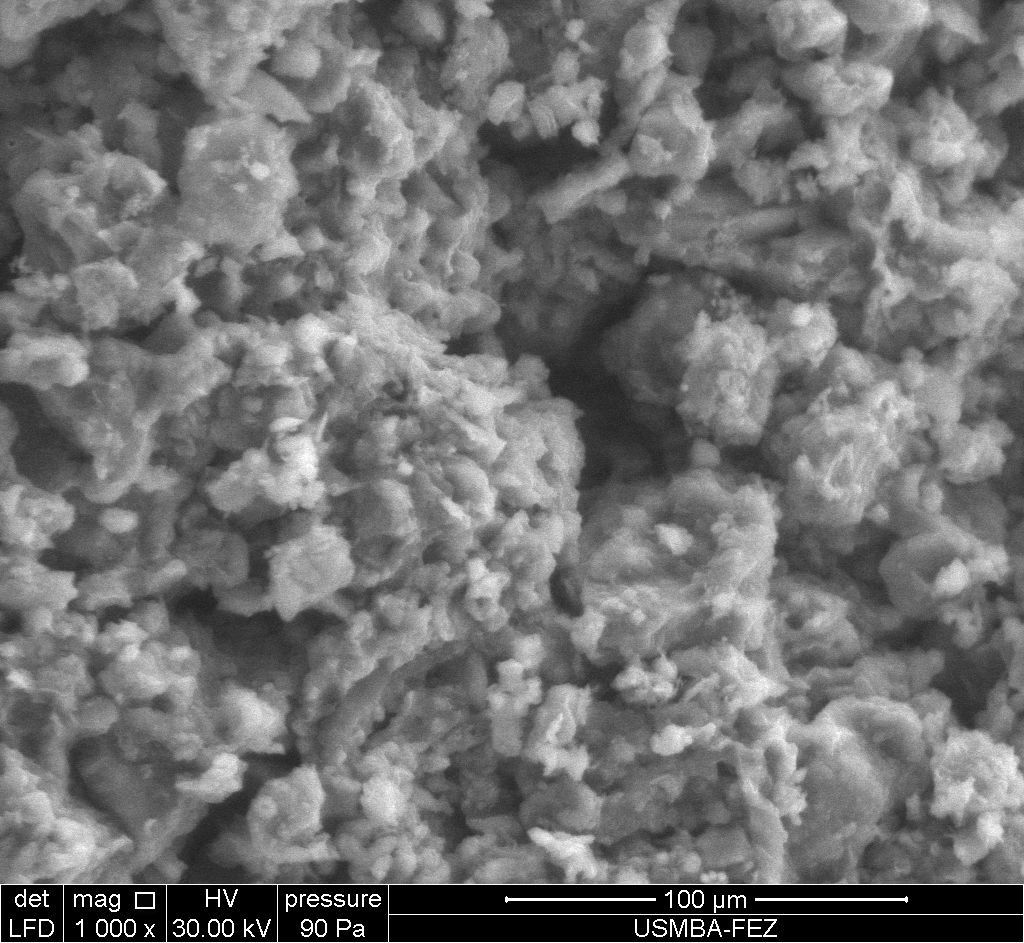 det mag HV pressure 100 µm
LFD 1 000 x 30.00 kV 90 Pa USMBA-FEZ